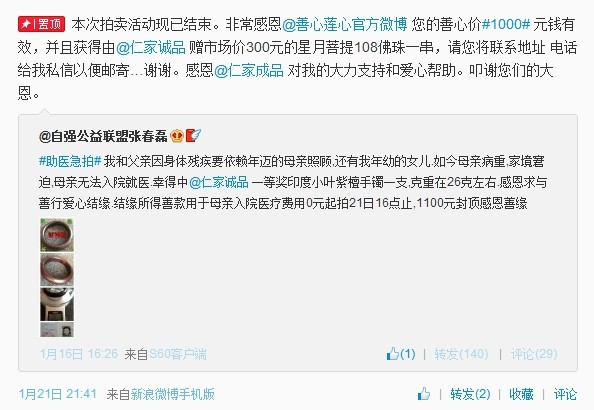 置顶 本次拍卖活动现已结束。非常感恩@善心莲心官方微博 您的善心价#1000# 元钱有
效，并且获得由@仁家诚品 赠市场价300元的星月菩提108佛珠一串，请您将联系地址 电话
给我私信以便邮寄...谢谢。感恩@仁家成品 对我的大力支持和爱心帮助。叩谢您们的大
恩。
@自强公益联盟张春磊
#助医急拍# 我和父亲因身体残疾要依赖年迈的母亲照顾,还有我年幼的女儿.如今母亲病重,家境窘
迫,母亲无法入院就医.幸得中@仁家诚品 一等奖印度小叶紫檀手镯一支,克重在26克左右.感恩求与
善行爱心结缘.结缘所得善款用于母亲入院医疗费用0元起拍21日16点止,1100元封顶感恩善缘
1月16日 16:26 来自S60客户端 (1) | 转发(140) | 评论(29)
1月21日 21:41 来自新浪微博手机版 | 转发(2) | 收藏 | 评论